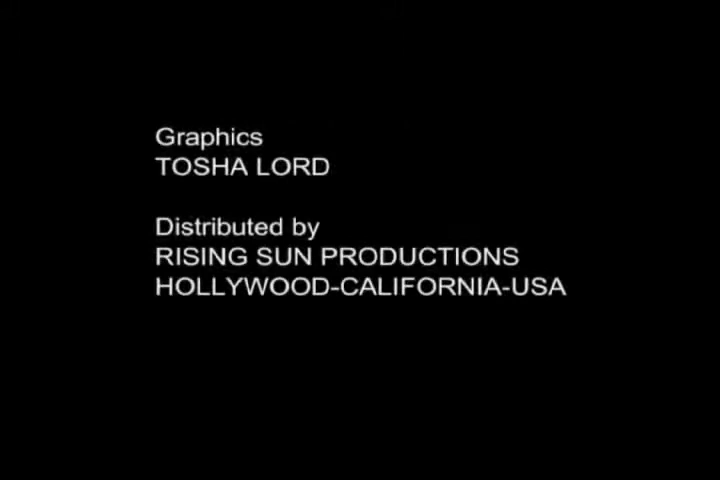 Graphics
TOSHA LORD
Distributed by
RISING SUN PRODUCTIONS
HOLLYWOOD-CALIFORNIA-USA